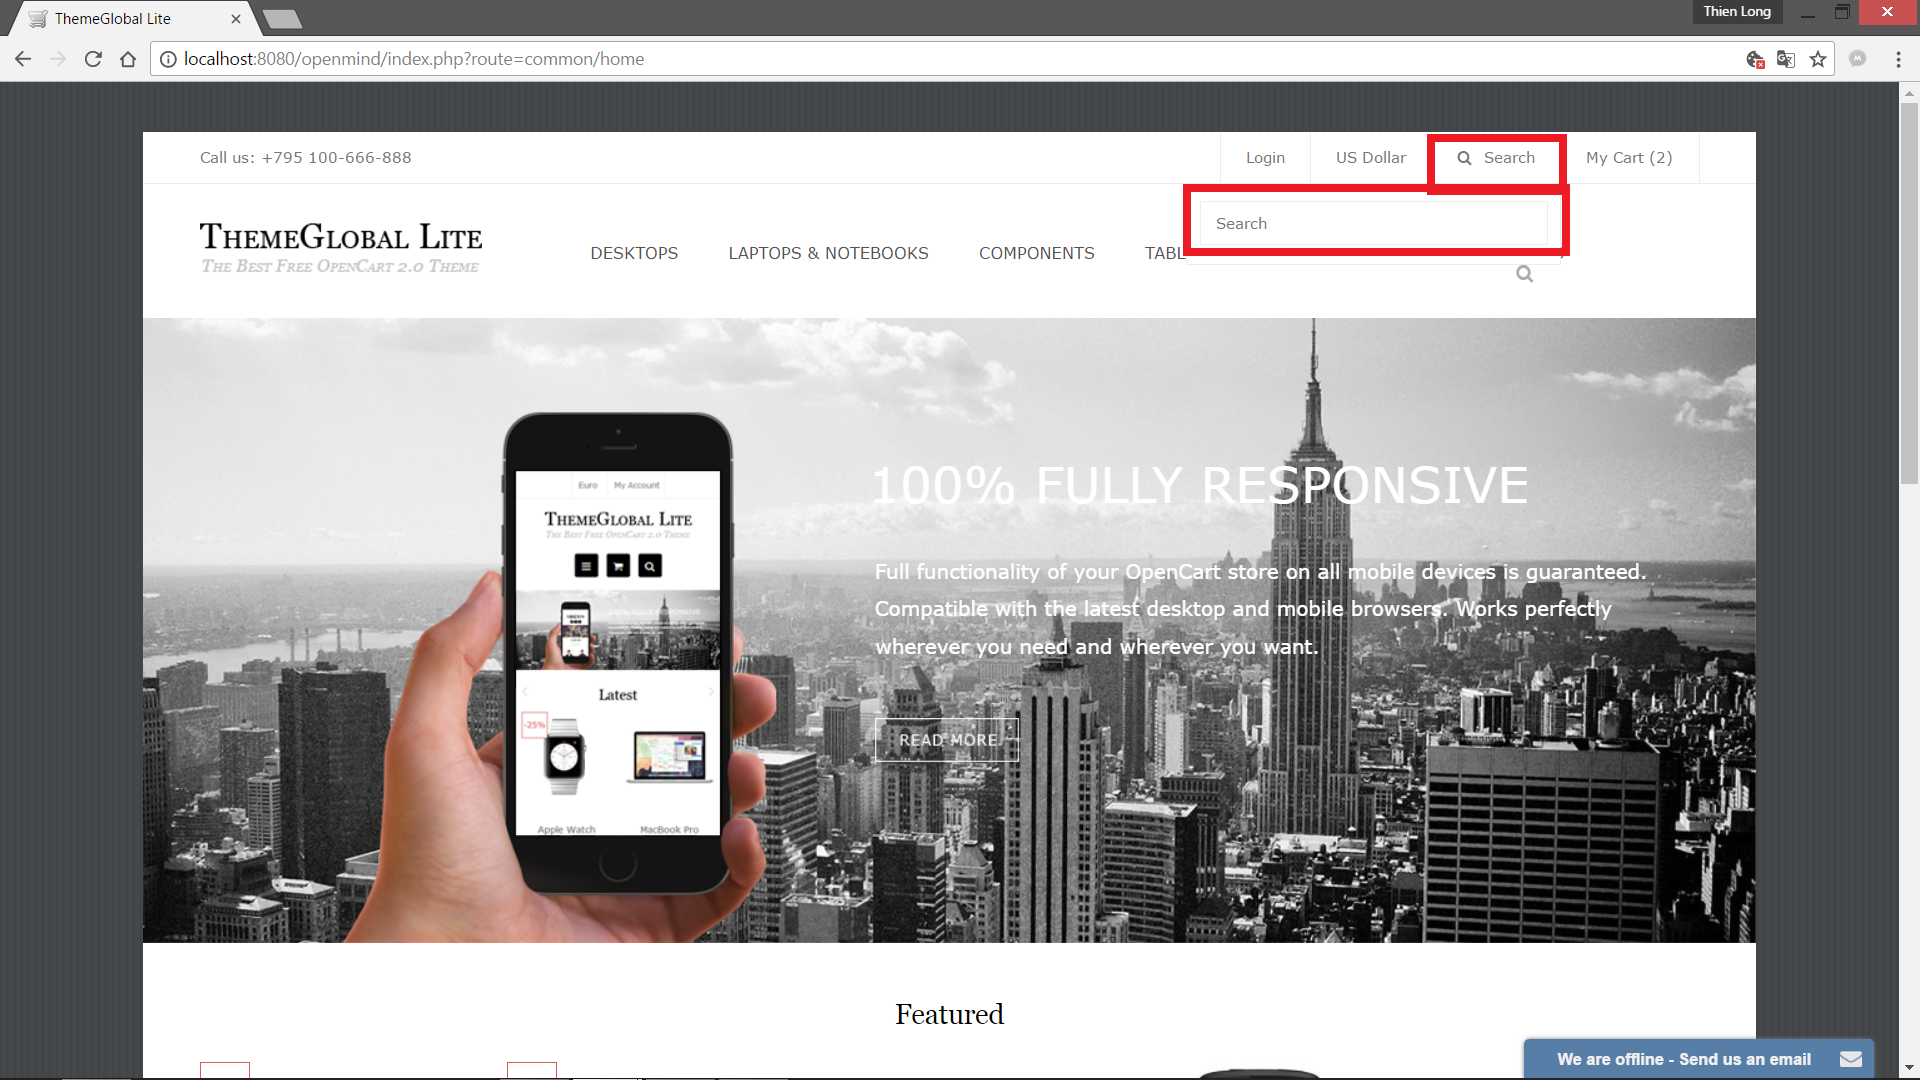 ThemeGlobal Lite
Thien Long
localhost:8080/openmind/index.php?route=common/home
Call us: +795 100-666-888
Login
US Dollar
Search
My Cart (2)
Search
THEMEGLOBAL LITE
THE BEST FREE OPENCART 2.0 THEME
DESKTOPS
LAPTOPS & NOTEBOOKS
COMPONENTS
TABL
100% FULLY RESPONSIVE
Full functionality of your OpenCart store on all mobile devices is guaranteed.
Compatible with the latest desktop and mobile browsers. Works perfectly
wherever you need and wherever you want.
READ MORE
Euro
My Account
THEMEGLOBAL LITE
THE BEST FREE OPENCART 2.0 THEME
100% FULLY RESPONSIVE
Latest
-25%
Apple Watch
MacBook Pro
Featured
We are offline - Send us an email